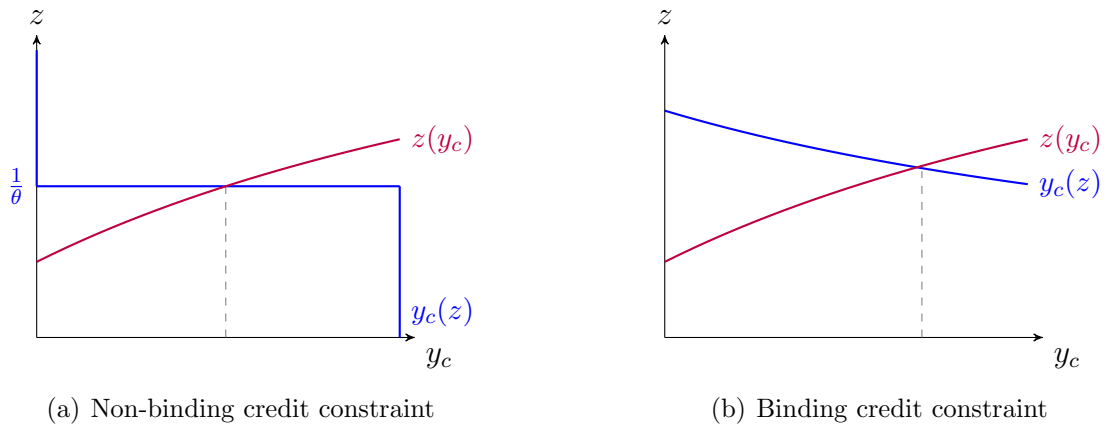 z
z(y_c)
1/θ
y_c(z)
y_c
(a) Non-binding credit constraint
z
z(y_c)
y_c(z)
y_c
(b) Binding credit constraint